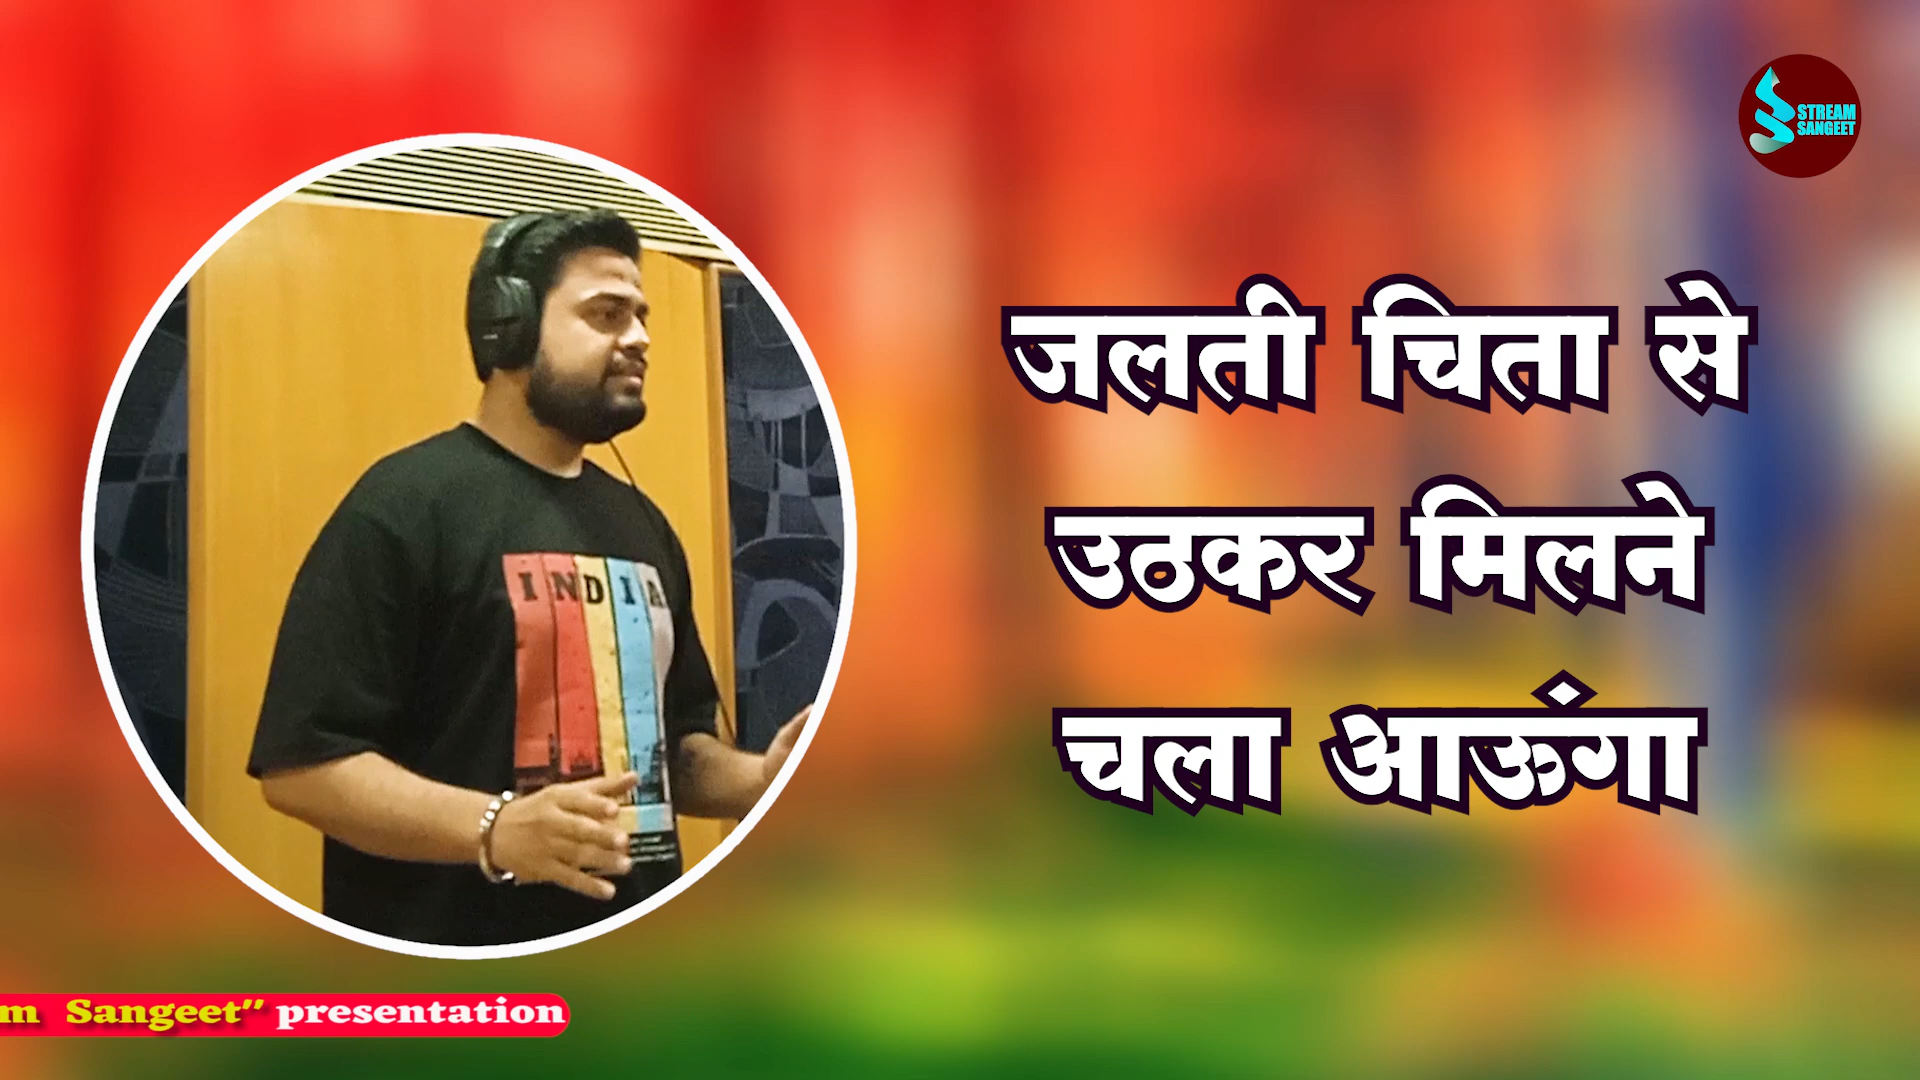 STREAM
SANGEET
जलती चिता से
उठकर मिलने
चला आऊंगा
INDIA
m Sangeet" presentation